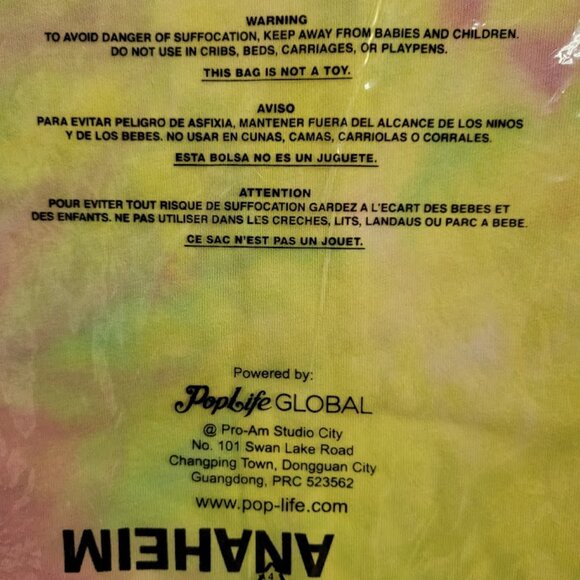 WARNING
TO AVOID DANGER OF SUFFOCATION, KEEP AWAY FROM BABIES AND CHILDREN.
DO NOT USE IN CRIBS, BEDS, CARRIAGES, OR PLAYPENS.
THIS BAG IS NOT A TOY.
AVISO
PARA EVITAR PELIGRO DE ASFIXIA, MANTENER FUERA DEL ALCANCE DE LOS NINOS
Y DE LOS BEBES. NO USAR EN CUNAS, CAMAS, CARRIOLAS O CORRALES.
ESTA BOLSA NO ES UN JUGUETE.
ATTENTION
POUR EVITER TOUT RISQUE DE SUFFOCATION GARDEZ A L'ECART DES BEBES ET
DES ENFANTS. NE PAS UTILISER DANS LES CRECHES, LITS, LANDAUS OU PARC A BEBE.
CE SAC N'EST PAS UN JOUET.
Powered by:
PopLife GLOBAL
@ Pro-Am Studio City
No. 101 Swan Lake Road
Changping Town, Dongguan City
Guangdong, PRC 523562
www.pop-life.com
ANAHEIM
4